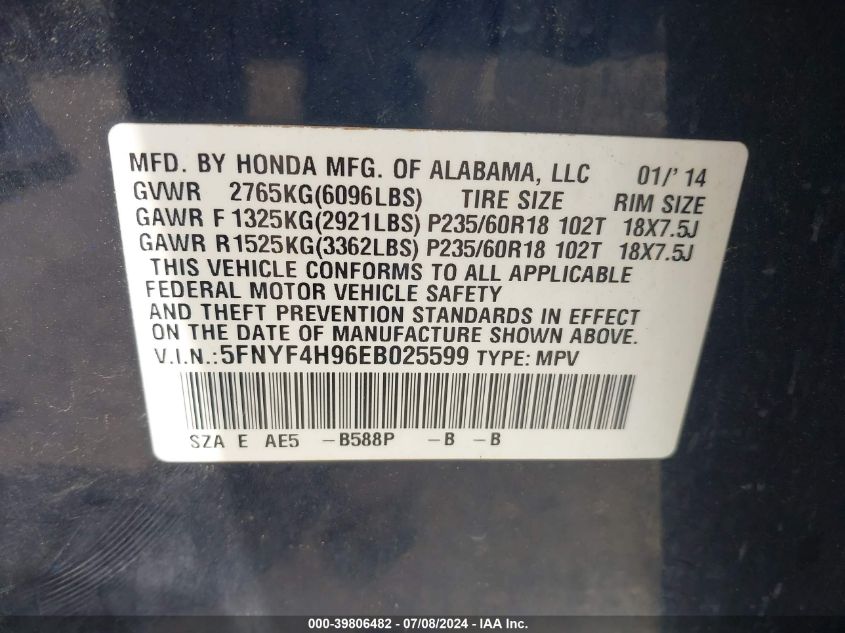 MFD. BY HONDA MFG. OF ALABAMA, LLC 01/' 14
GVWR 2765KG(6096LBS) TIRE SIZE RIM SIZE
GAWR F 1325KG(2921LBS) P235/60R18 102T 18X7.5J
GAWR R1525KG(3362LBS) P235/60R18 102T 18X7.5J
THIS VEHICLE CONFORMS TO ALL APPLICABLE
FEDERAL MOTOR VEHICLE SAFETY
AND THEFT PREVENTION STANDARDS IN EFFECT
ON THE DATE OF MANUFACTURE SHOWN ABOVE.
V.I.N.:5FNYF4H96EB025599 TYPE: MPV
SZA E AE5 -B588P -B -B
000-39806482 - 07/08/2024 - IAA Inc.